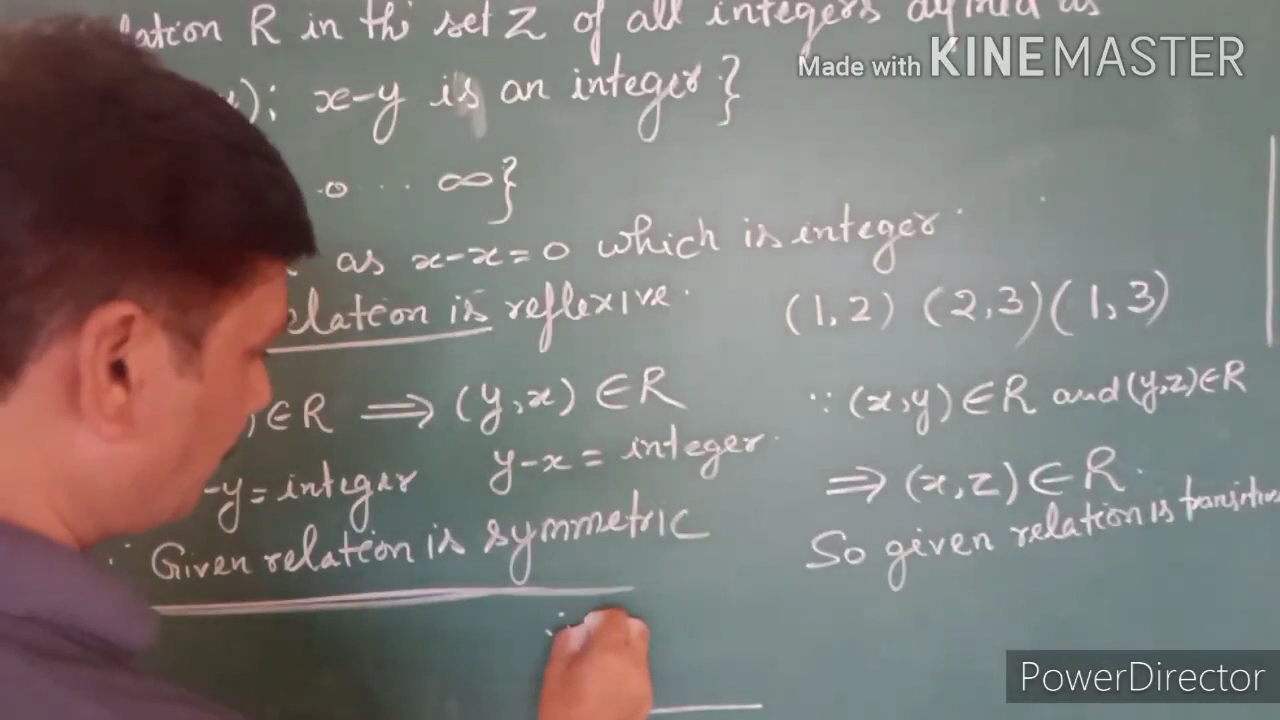 R in the set Z of all integers defined as
x-y is an integer}
Made with KINEMASTER
0 ... ∞}
as x-x=0 which is integer.
is reflexive.
(1,2) (2,3) (1,3)
∈R ⟹ (y,x) ∈R
∵ (x,y) ∈R and (y,z)∈R
-y=integer y-x = integer.
⟹ (x,z) ∈ R.
Given relation is symmetric
So given relation is transitive
PowerDirector